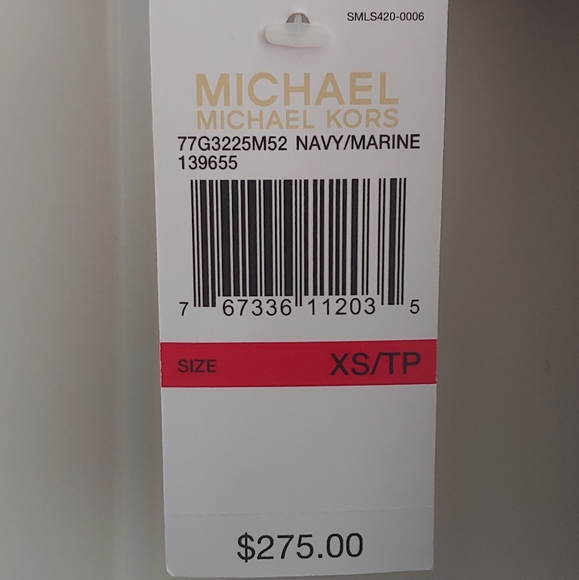 SMLS420-0006
MICHAEL
MICHAEL KORS
77G3225M52 NAVY/MARINE
139655
7 67336 11203 5
SIZE XS/TP
$275.00